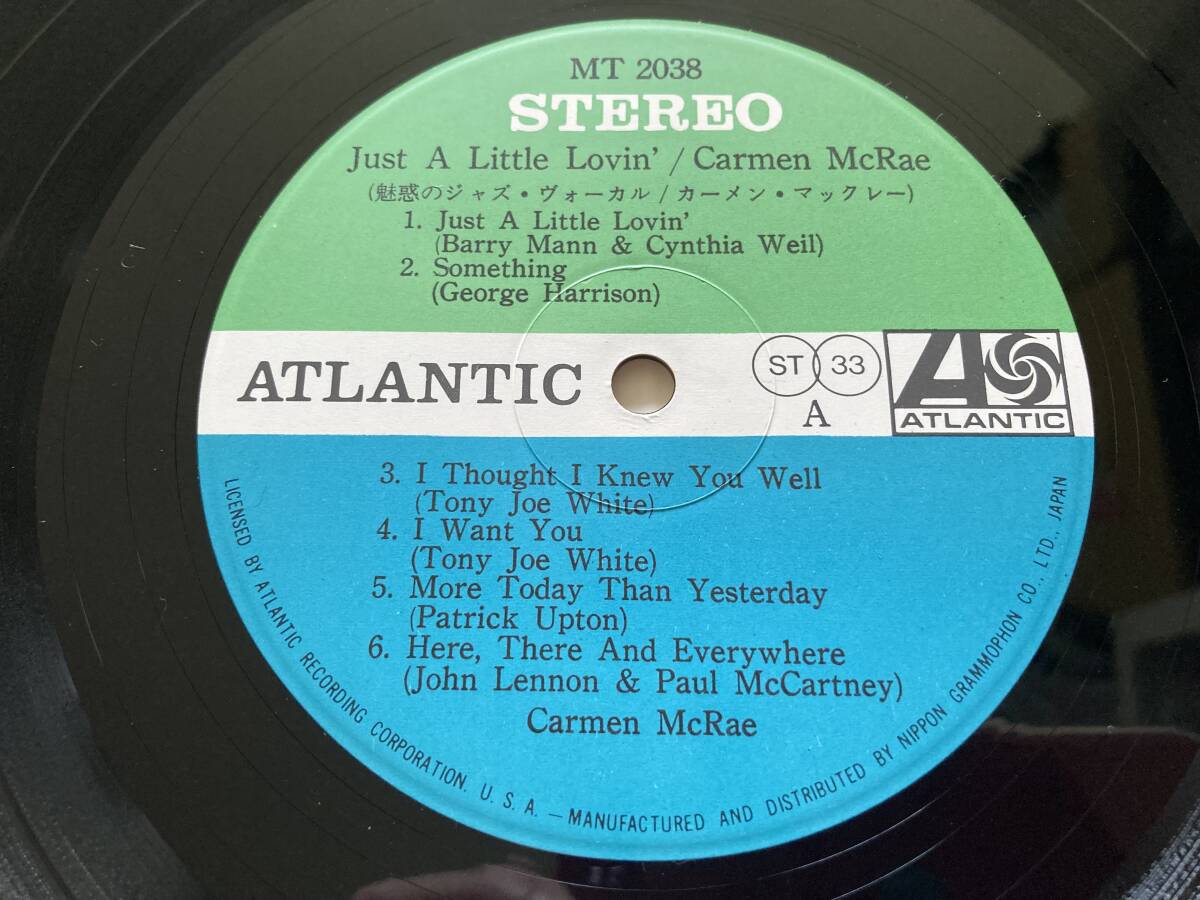 MT 2038
STEREO
Just A Little Lovin' / Carmen McRae
(魅惑のジャズ・ヴォーカル / カーメン・マックレー)
1. Just A Little Lovin'
(Barry Mann & Cynthia Weil)
2. Something
(George Harrison)
ATLANTIC
ST 33
A
ATLANTIC
3. I Thought I Knew You Well
(Tony Joe White)
4. I Want You
(Tony Joe White)
5. More Today Than Yesterday
(Patrick Upton)
6. Here, There And Everywhere
(John Lennon & Paul McCartney)
Carmen McRae
LICENSED BY ATLANTIC RECORDING CORPORATION. U. S. A. — MANUFACTURED AND DISTRIBUTED BY NIPPON GRAMMOPHON CO., LTD., JAPAN